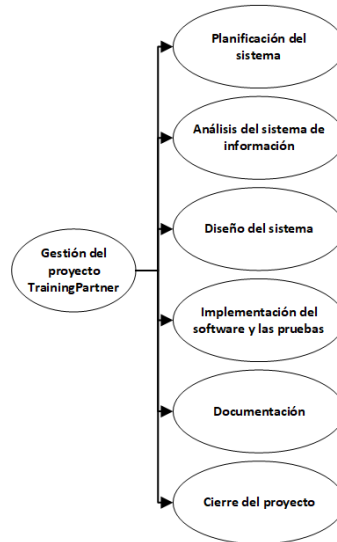 Planificación del
sistema
Análisis del sistema de
información
Diseño del sistema
Gestión del
proyecto
TrainingPartner
Implementación del
software y las pruebas
Documentación
Cierre del proyecto